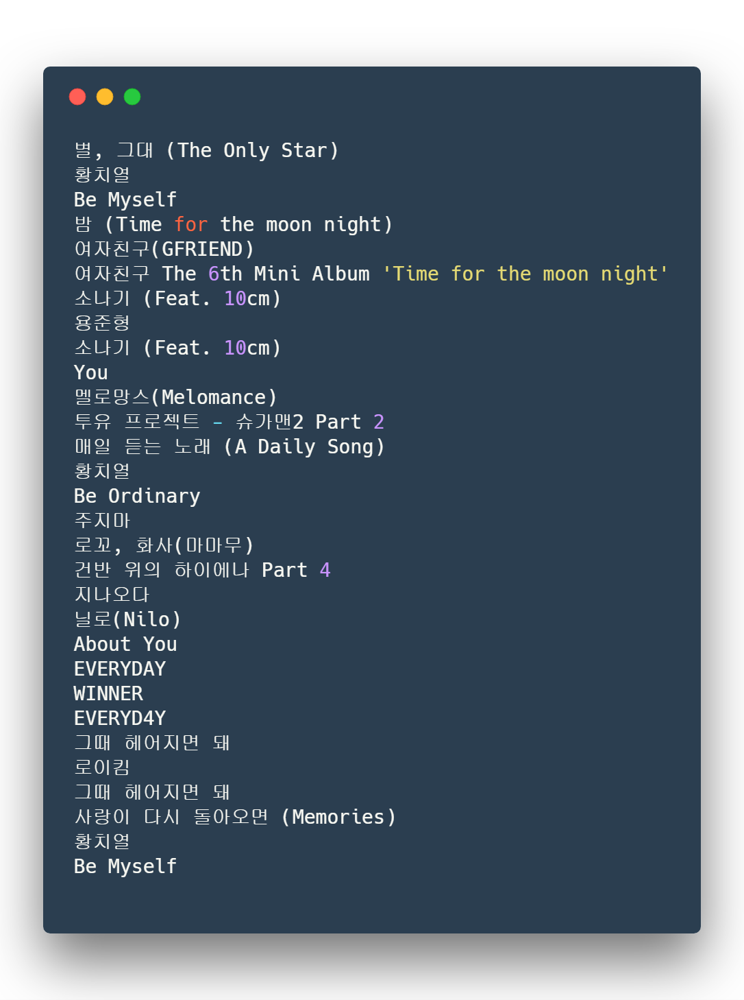 별, 그대 (The Only Star)
황치열
Be Myself
밤 (Time for the moon night)
여자친구(GFRIEND)
여자친구 The 6th Mini Album 'Time for the moon night'
소나기 (Feat. 10cm)
용준형
소나기 (Feat. 10cm)
You
멜로망스(Melomance)
투유 프로젝트 - 슈가맨2 Part 2
매일 듣는 노래 (A Daily Song)
황치열
Be Ordinary
주지마
로꼬, 화사(마마무)
건반 위의 하이에나 Part 4
지나오다
닐로(Nilo)
About You
EVERYDAY
WINNER
EVERYD4Y
그때 헤어지면 돼
로이킴
그때 헤어지면 돼
사랑이 다시 돌아오면 (Memories)
황치열
Be Myself